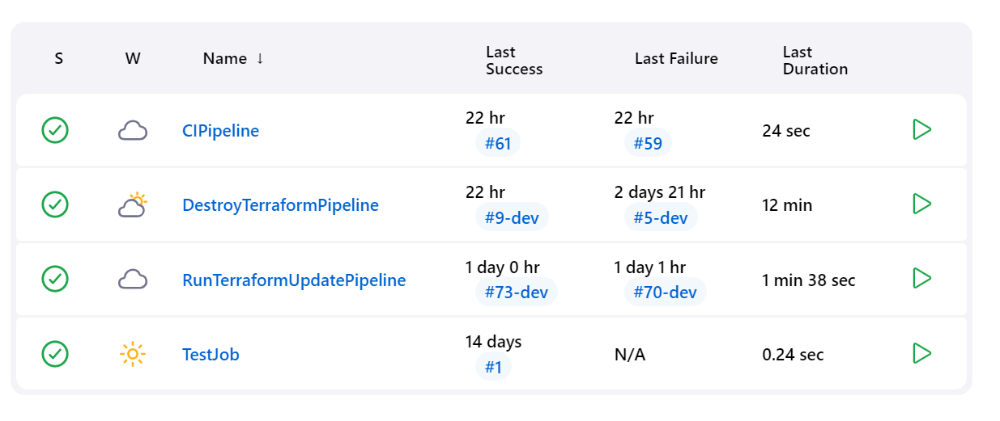 S W Name ↓ Last Success Last Failure Last Duration
CIPipeline 22 hr #61 22 hr #59 24 sec
DestroyTerraformPipeline 22 hr #9-dev 2 days 21 hr #5-dev 12 min
RunTerraformUpdatePipeline 1 day 0 hr #73-dev 1 day 1 hr #70-dev 1 min 38 sec
TestJob 14 days #1 N/A 0.24 sec